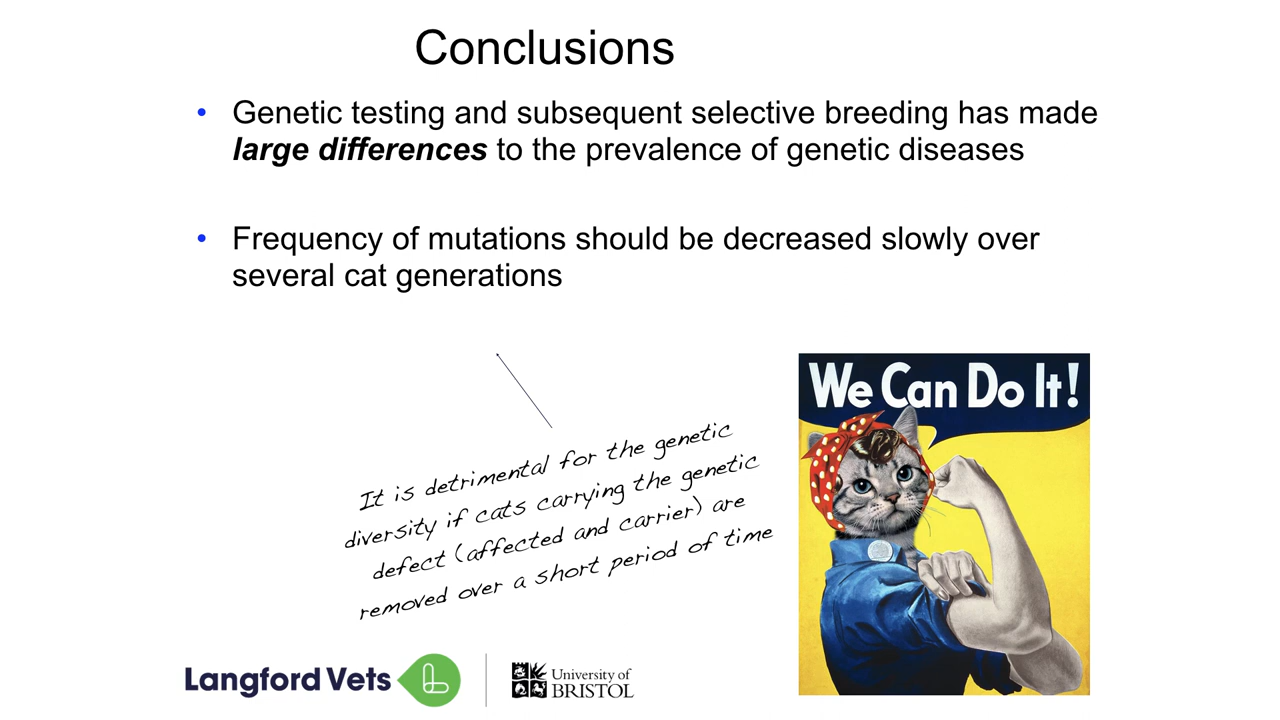 Conclusions
• Genetic testing and subsequent selective breeding has made
large differences to the prevalence of genetic diseases
• Frequency of mutations should be decreased slowly over
several cat generations
We Can Do It!
It is detrimental for the genetic
diversity if cats carrying the genetic
defect (affected and carrier) are
removed over a short period of time
Langford Vets
University of
BRISTOL